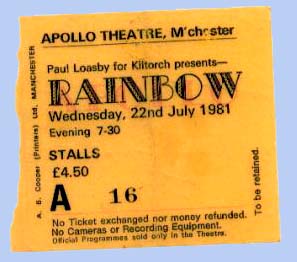 APOLLO THEATRE, M'chester
Paul Loasby for Kiltorch presents—
RAINBOW
Wednesday, 22nd July 1981
Evening 7-30
STALLS
£4.50
A 16
No Ticket exchanged nor money refunded.
No Cameras or Recording Equipment.
Official Programmes sold only in the Theatre.
A. B. Cooper (Printers) Ltd. MANCHESTER
To be retained.